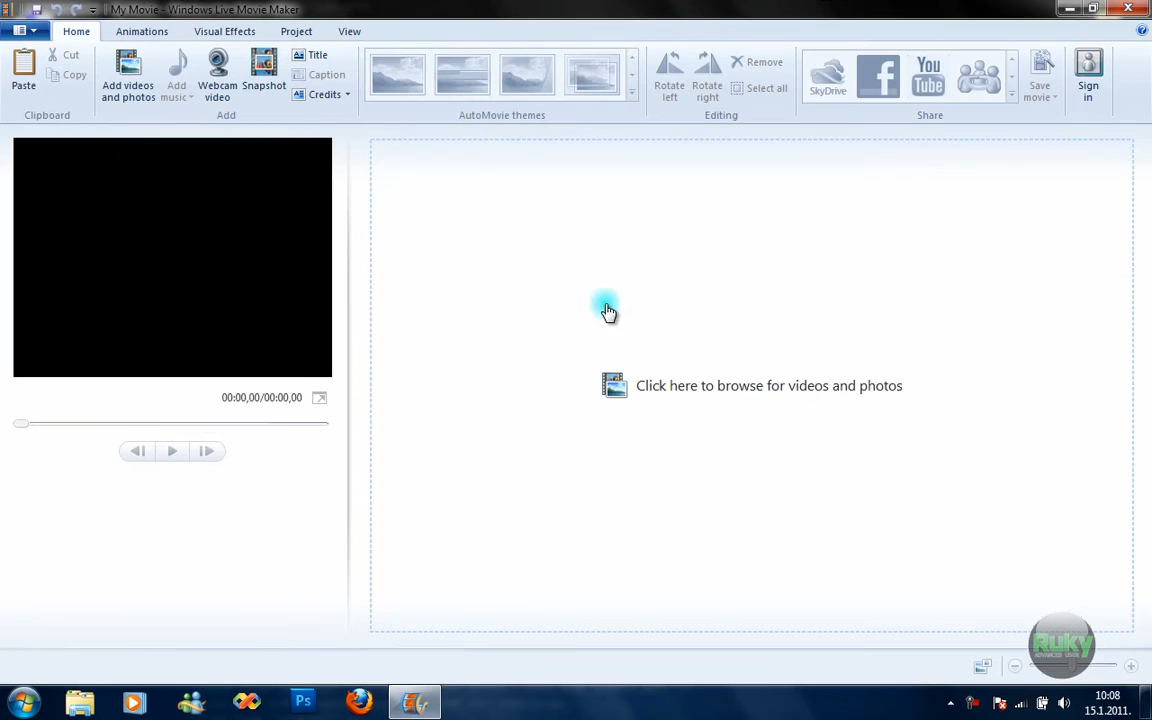 My Movie - Windows Live Movie Maker
Home Animations Visual Effects Project View
Paste
Cut
Copy
Clipboard
Add videos and photos
Add music
Webcam video
Snapshot
Title
Caption
Credits
Add
AutoMovie themes
Rotate left
Rotate right
Remove
Select all
Editing
SkyDrive
f
You Tube
Save movie
Share
Sign in
00:00,00/00:00,00
Click here to browse for videos and photos
Ruky
Ps
10:08
15.1.2011.